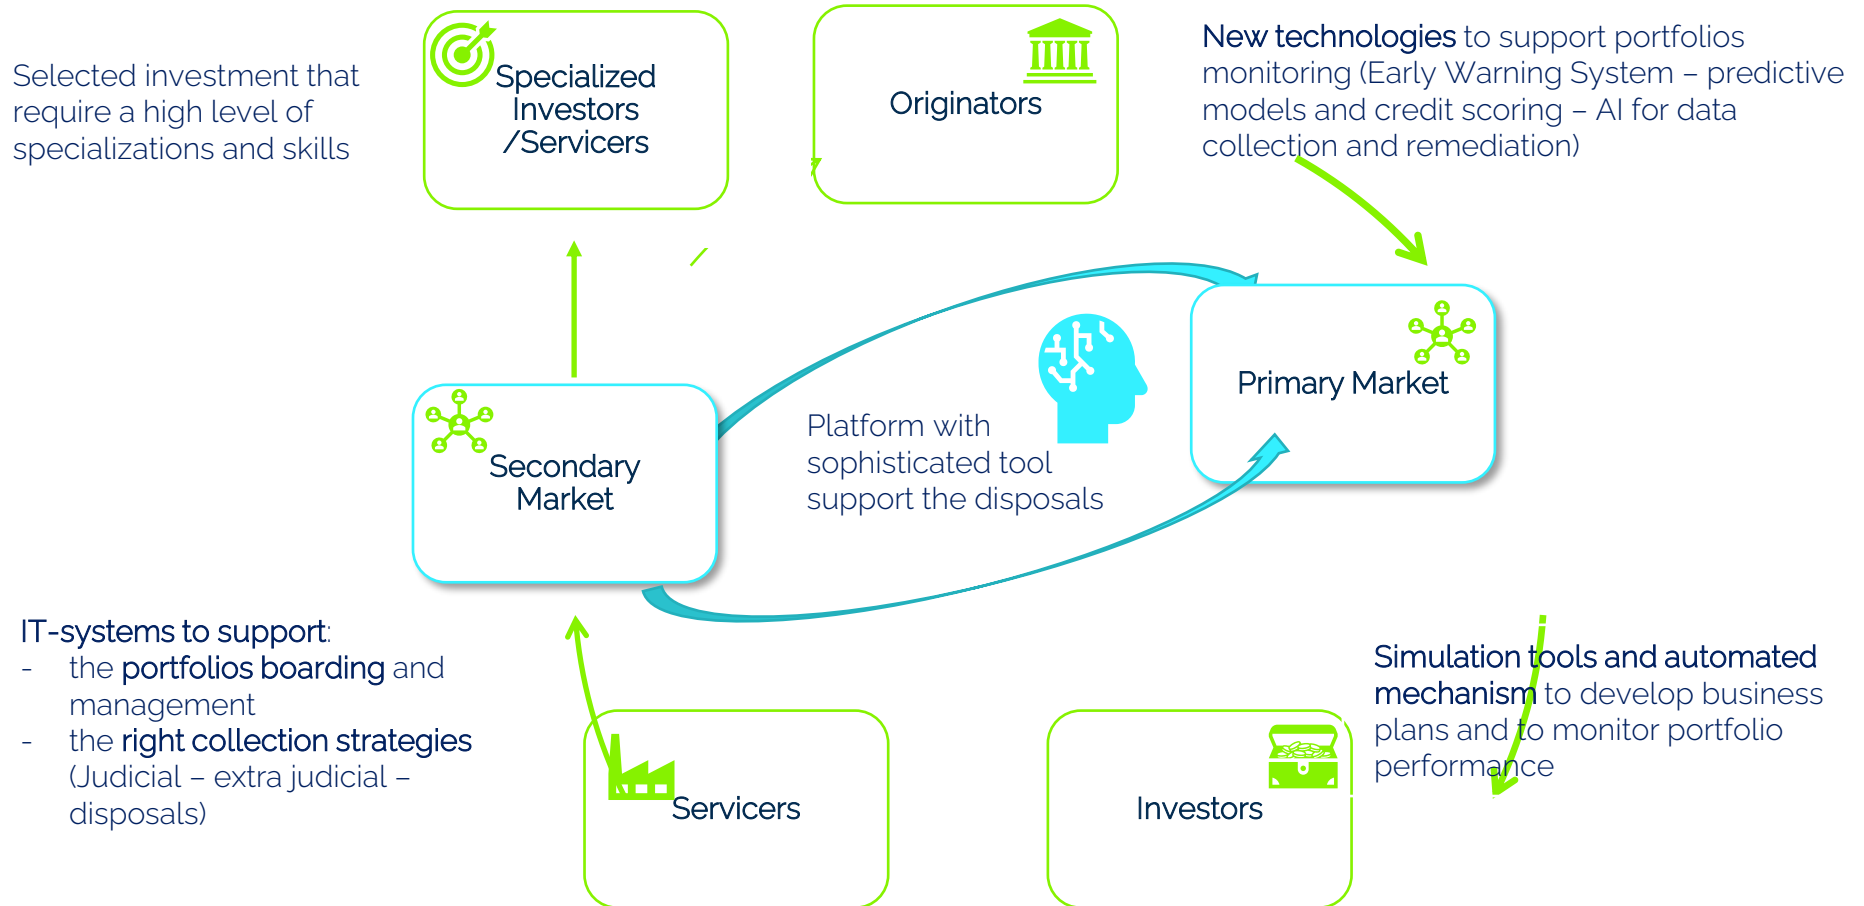 Selected investment that
require a high level of
specializations and skills
Specialized
Investors
/Servicers
Originators
New technologies to support portfolios
monitoring (Early Warning System – predictive
models and credit scoring – AI for data
collection and remediation)
Primary Market
Platform with
sophisticated tool
support the disposals
Secondary
Market
IT-systems to support:
- the portfolios boarding and
management
- the right collection strategies
(Judicial – extra judicial –
disposals)
Servicers
Investors
Simulation tools and automated
mechanism to develop business
plans and to monitor portfolio
performance